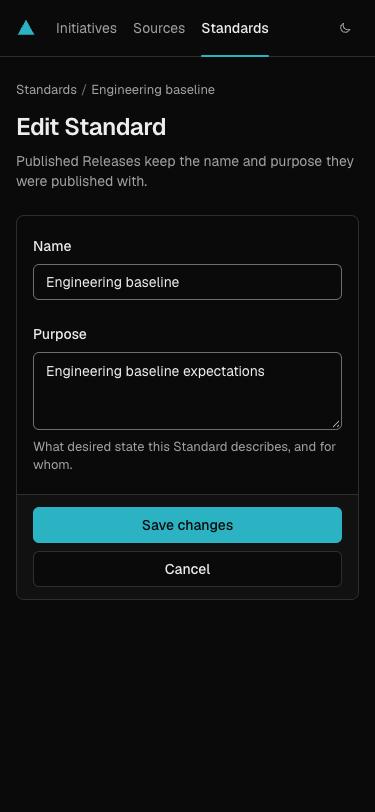 Initiatives Sources Standards
Standards / Engineering baseline
Edit Standard
Published Releases keep the name and purpose they
were published with.
Name
Engineering baseline
Purpose
Engineering baseline expectations
What desired state this Standard describes, and for
whom.
Save changes
Cancel